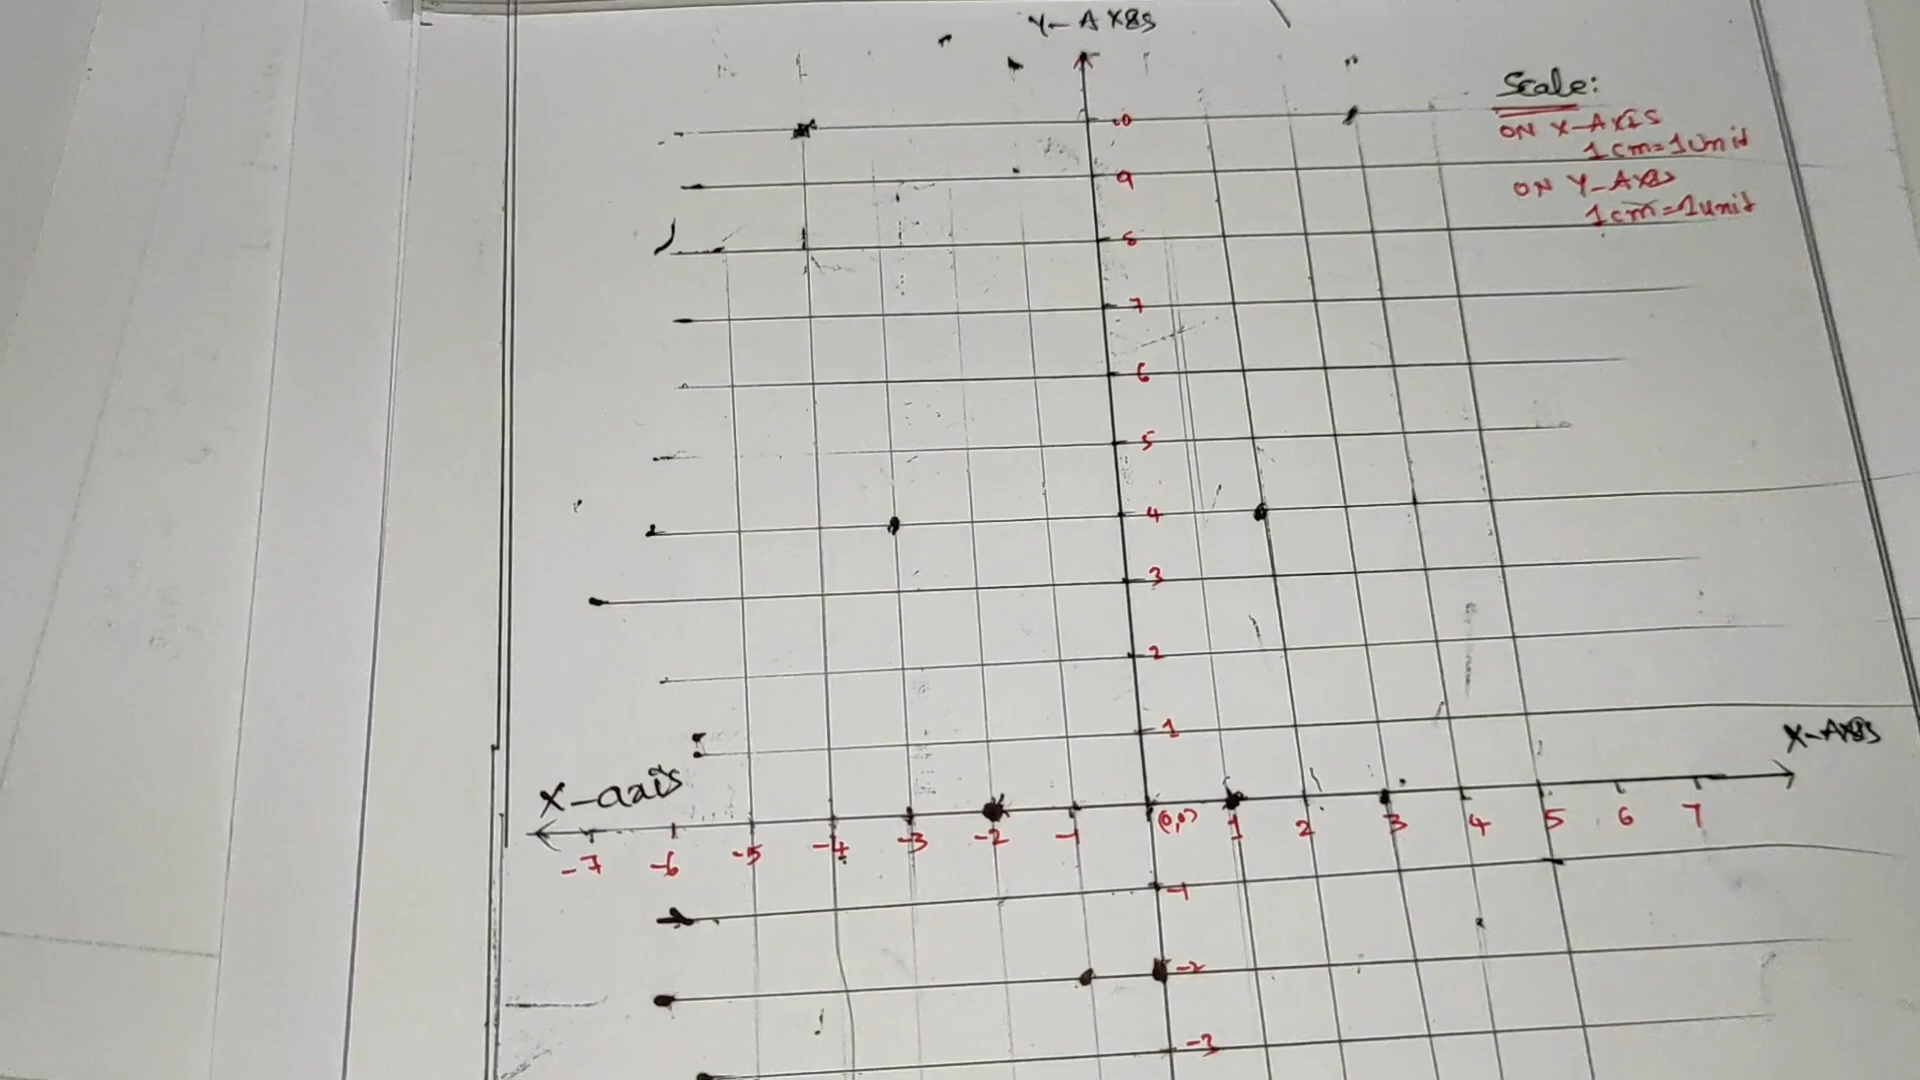 Y-AXIS
Scale:
ON X-AXIS
1cm=1unit
ON Y-AXIS
1cm=1unit
10
9
8
7
6
5
4
3
2
1
X-AXIS
X-axis
-7 -6 -5 -4 -3 -2 -1 (0,0) 1 2 3 4 5 6 7
-1
-2
-3